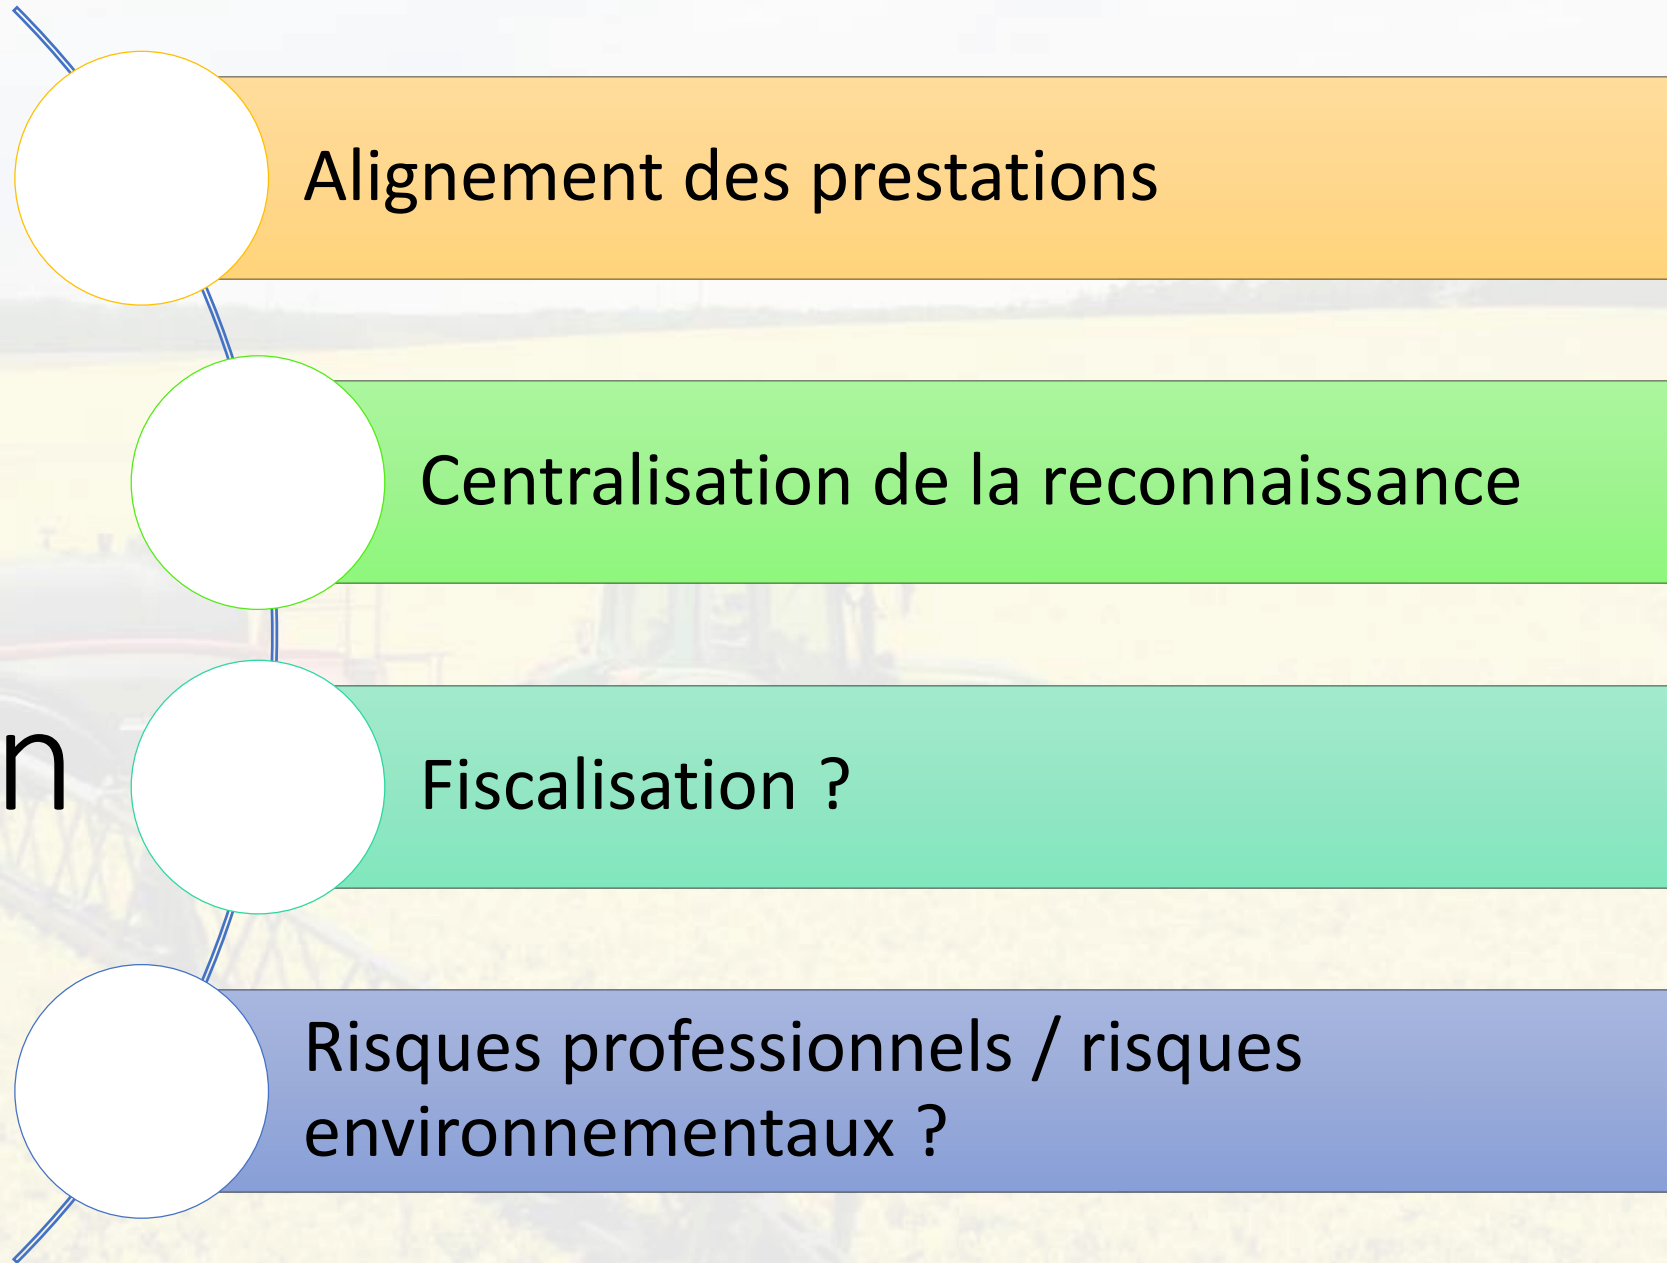 Alignement des prestations
Centralisation de la reconnaissance
n
Fiscalisation ?
Risques professionnels / risques
environnementaux ?